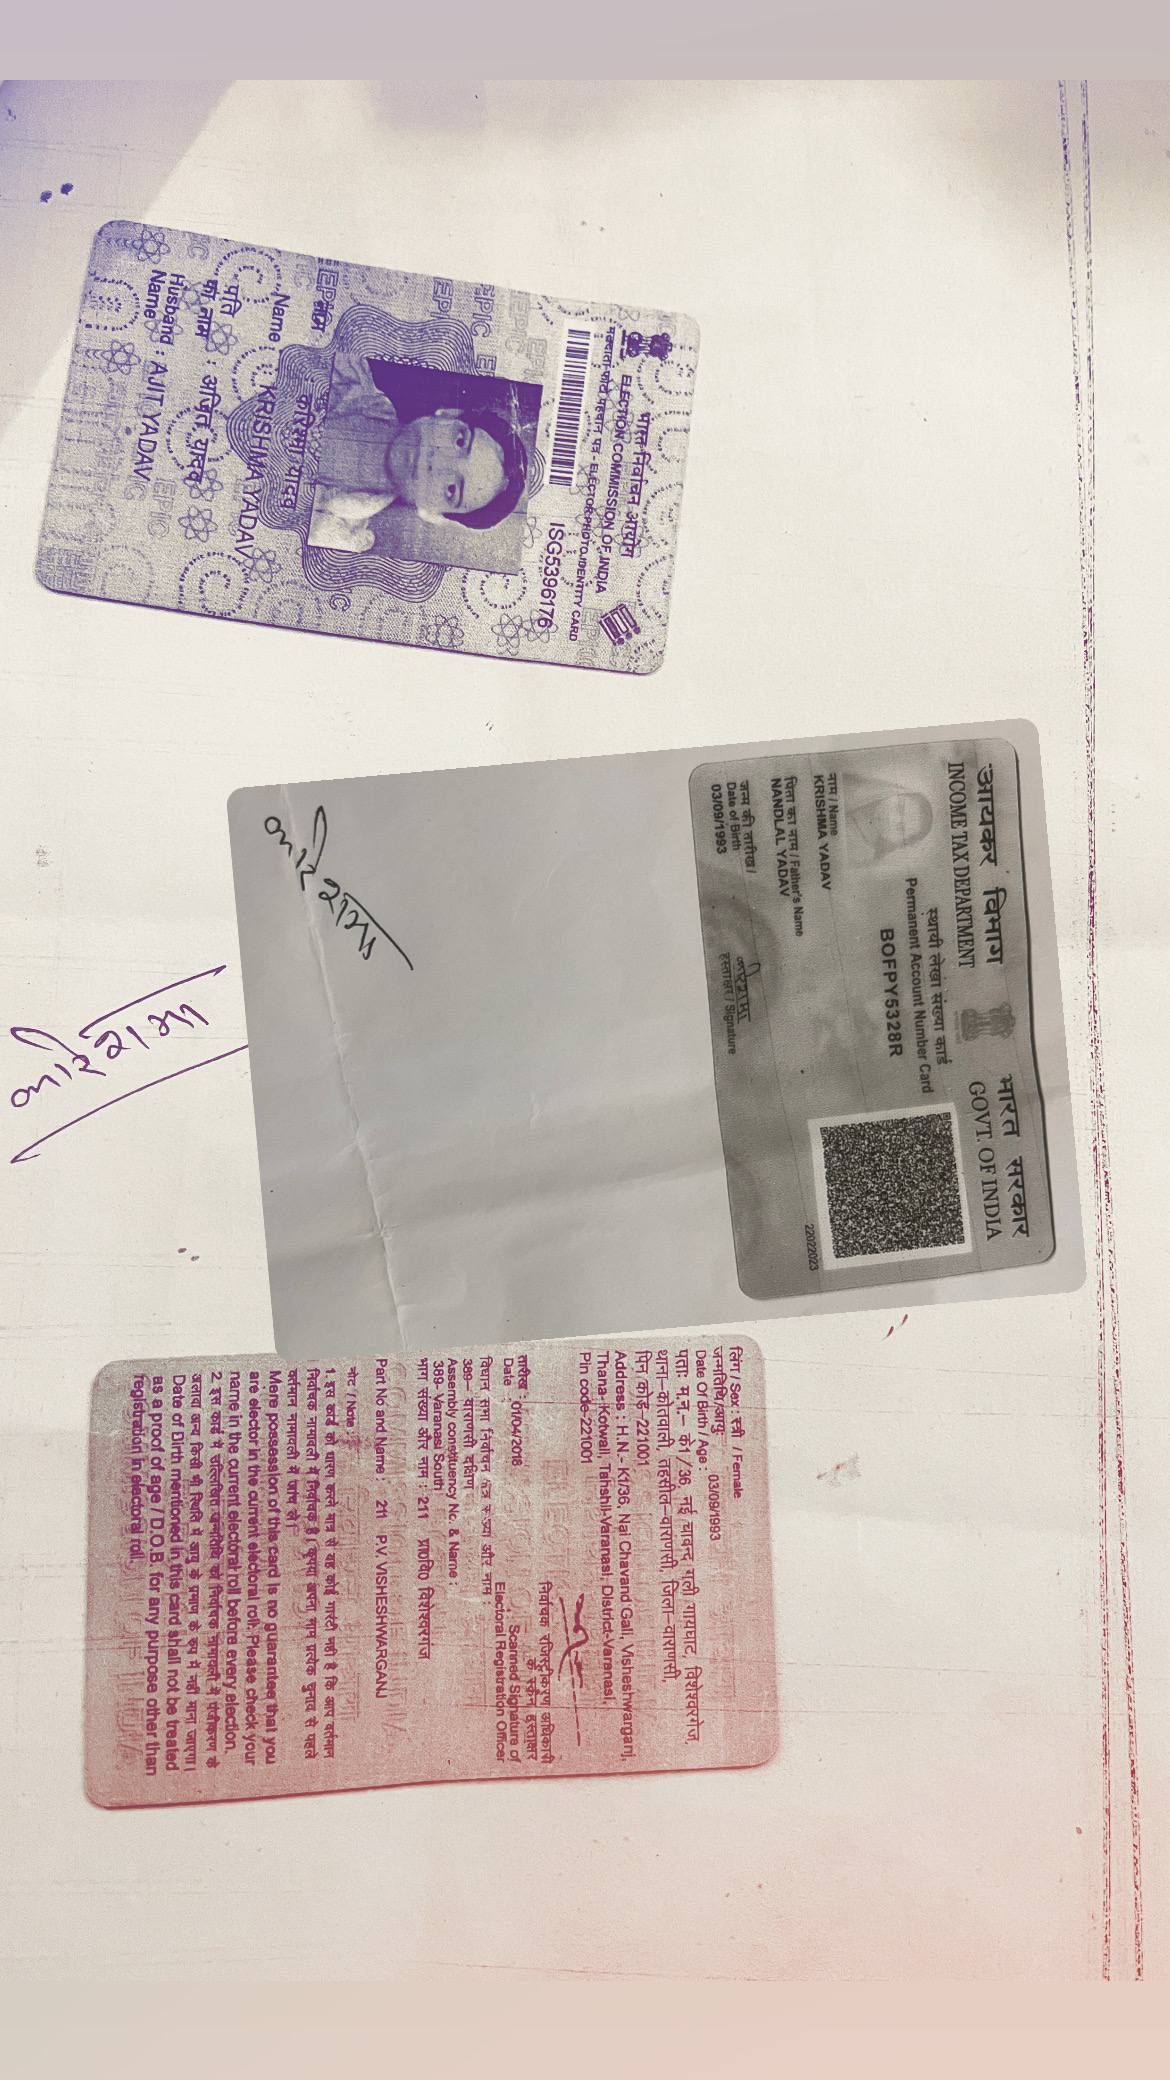 भारत निर्वाचन आयोग
ELECTION COMMISSION OF INDIA
मतदाता फोटो पहचान पत्र - ELECTOR PHOTO IDENTITY CARD
ISG5396176
नाम : करिश्मा यादव
Name : KRISHMA YADAV
पति
का नाम : अजित यादव
Husband
Name : AJIT YADAV
आयकर विभाग भारत सरकार
INCOME TAX DEPARTMENT GOVT. OF INDIA
स्थायी लेखा संख्या कार्ड
Permanent Account Number Card
BOFPY5328R
नाम / Name
KRISHMA YADAV
पिता का नाम / Father's Name
NANDLAL YADAV
जन्म की तारीख /
Date of Birth
03/09/1993
करिशमा
हस्ताक्षर / Signature
22022023
करिशमा
करिशमा
लिंग / Sex : स्त्री / Female
जन्मतिथि/आयु:
Date Of Birth / Age : 03/09/1993
पता: म.न.- के1/36, नई चावन्द गली गायघाट, विशेश्वरगंज,
थाना-कोतवाली, तहसील-वाराणसी, जिला-वाराणसी,
पिन कोड-221001
Address : H.N.- K1/36, Nai Chavand Gali, Visheshwarganj,
Thana- Kotwali, Tahshil-Varanasi, District-Varanasi,
Pin code-221001
निर्वाचक रजिस्ट्रीकरण अधिकारी
के स्कैन हस्ताक्षर
तारीख : 01/04/2018 Scanned Signature of
Date Electoral Registration Officer
विधान सभा निर्वाचन क्षेत्र संख्या और नाम :
389- वाराणसी दक्षिण
Assembly constituency No. & Name :
389- Varanasi South
भाग संख्या और नाम : 211 प्रा०वि० विशेश्वरगंज
Part No and Name : 211 P.V. VISHESHWARGANJ
नोट / Note :
1. इस कार्ड को धारण करने मात्र से यह कोई गारंटी नही है कि आप वर्तमान
निर्वाचक नामावली में निर्वाचक है। कृपया अपना नाम प्रत्येक चुनाव से पहले
वर्तमान नामावली में जांच ले।
Mere possession of this card is no guarantee that you
are elector in the current electoral roll. Please check your
name in the current electoral roll before every election.
2 इस कार्ड में उल्लिखित जन्मतिथि को निर्वाचक नामावली में पंजीकरण के
अलावा अन्य किसी भी स्थिति में आयु के प्रमाण के रुप में नहीं माना जाएगा।
Date of Birth mentioned in this card shall not be treated
as a proof of age / D.O.B. for any purpose other than
registration in electoral roll.